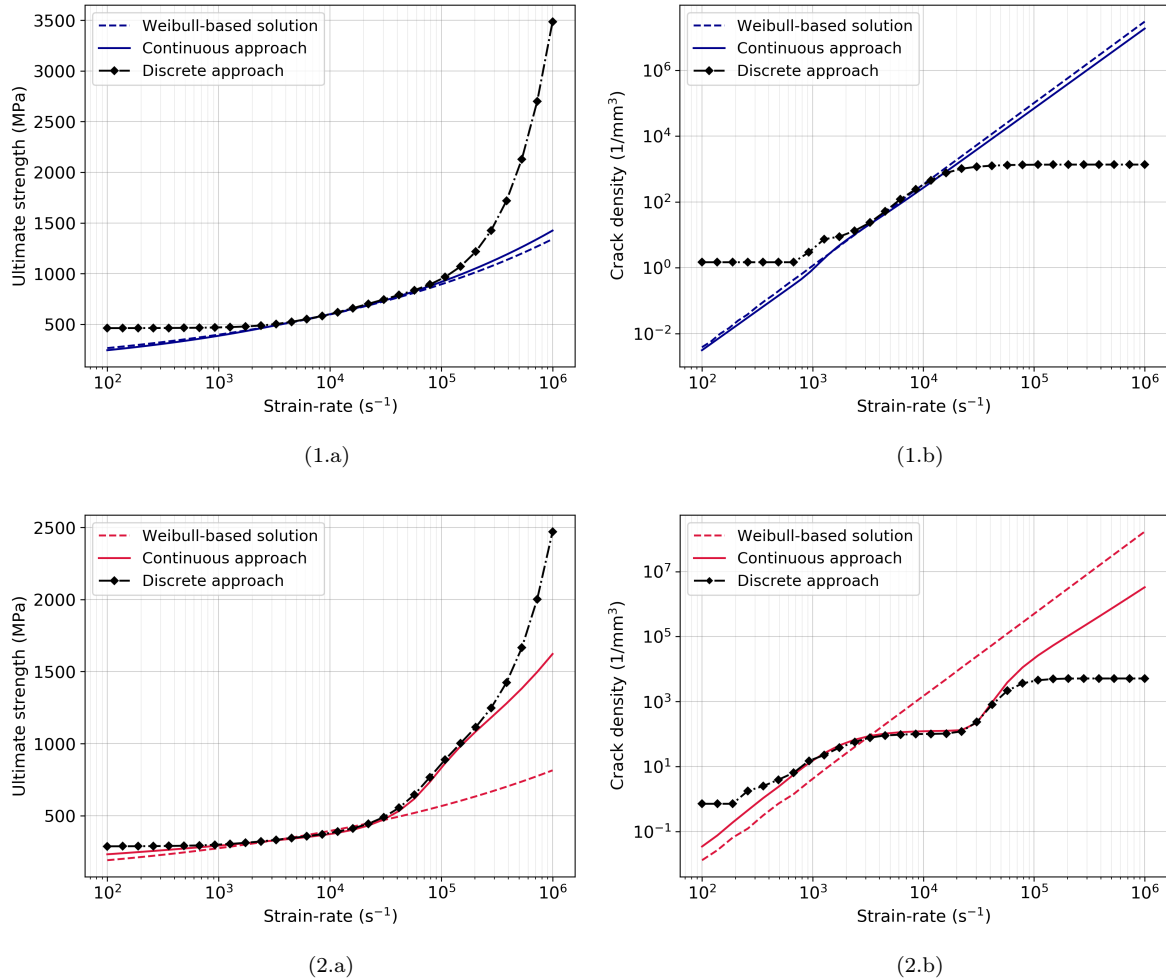 3500
3000
2500
2000
1500
1000
500
Ultimate strength (MPa)
Weibull-based solution
Continuous approach
Discrete approach
10² 10³ 10⁴ 10⁵ 10⁶
Strain-rate (s⁻¹)
(1.a)
10⁶
10⁴
10²
10⁰
10⁻²
Crack density (1/mm³)
Weibull-based solution
Continuous approach
Discrete approach
10² 10³ 10⁴ 10⁵ 10⁶
Strain-rate (s⁻¹)
(1.b)
2500
2000
1500
1000
500
Ultimate strength (MPa)
Weibull-based solution
Continuous approach
Discrete approach
10² 10³ 10⁴ 10⁵ 10⁶
Strain-rate (s⁻¹)
(2.a)
10⁷
10⁵
10³
10¹
10⁻¹
Crack density (1/mm³)
Weibull-based solution
Continuous approach
Discrete approach
10² 10³ 10⁴ 10⁵ 10⁶
Strain-rate (s⁻¹)
(2.b)